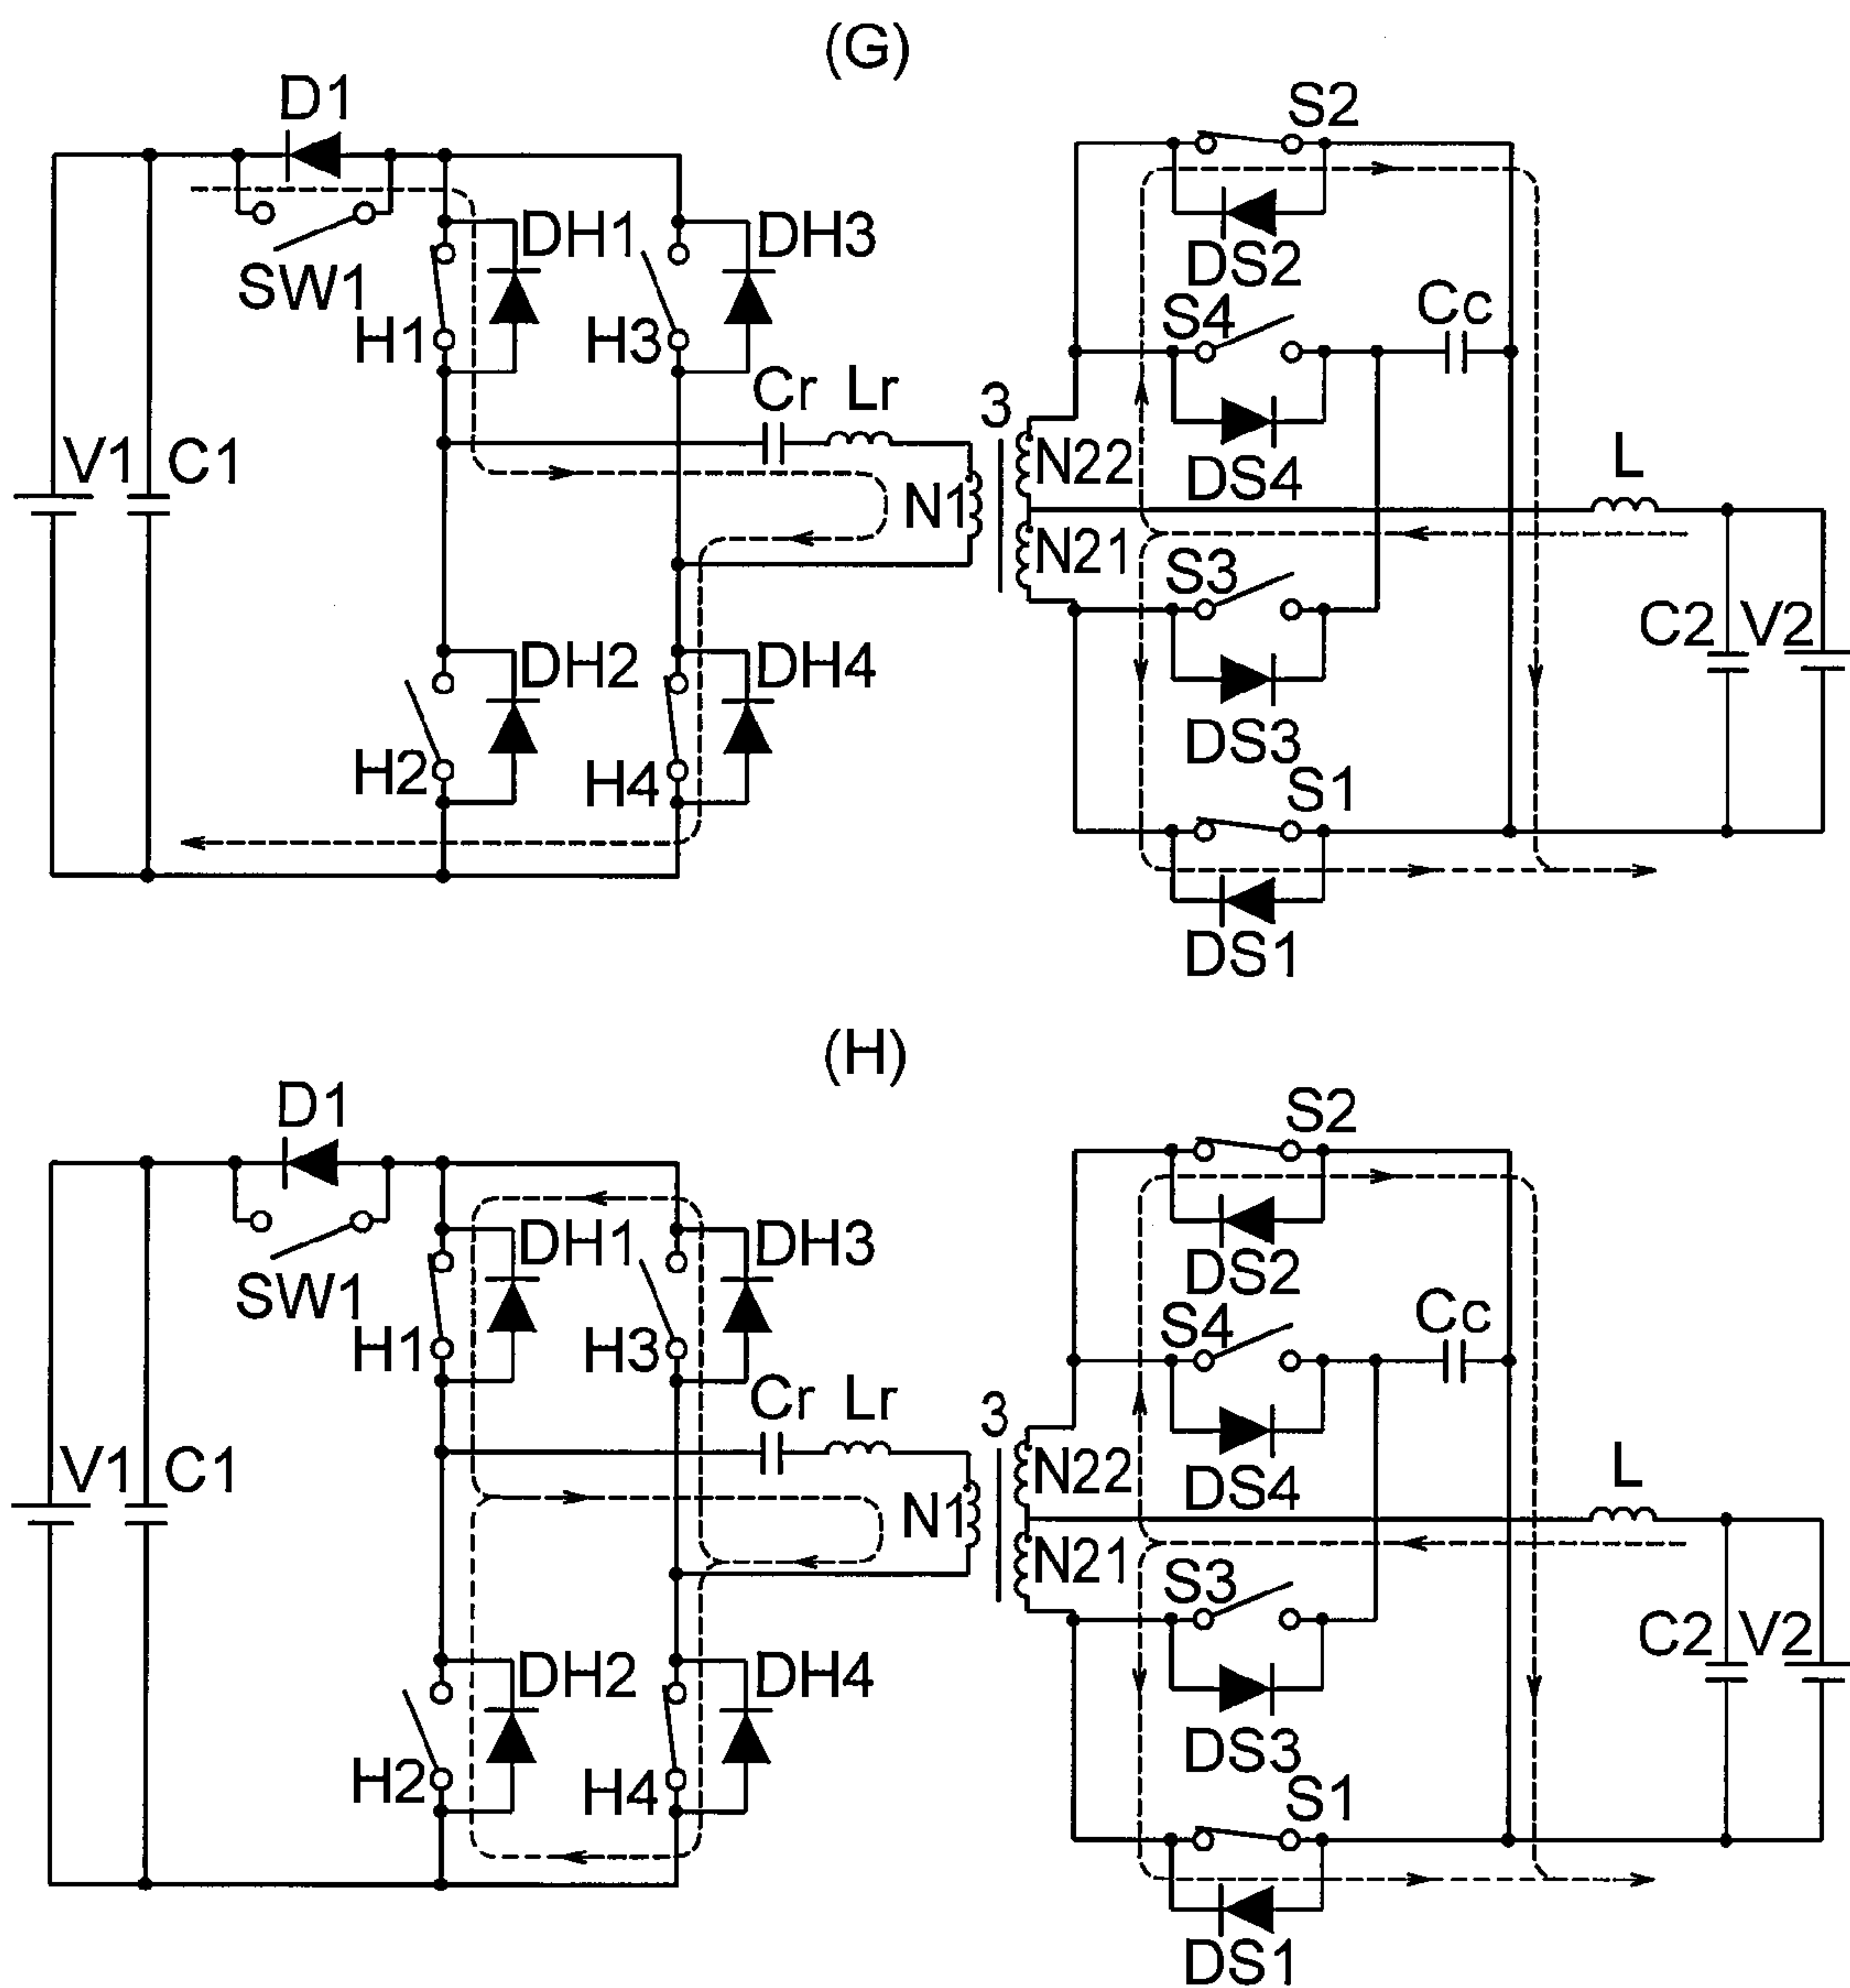 (G)
D1
S2
DH1
DH3
DS2
SW1
H1
H3
S4
Cc
Cr
Lr
3
N22
DS4
L
V1
C1
N1
N21
S3
C2
V2
DH2
DH4
DS3
H2
H4
S1
DS1
(H)
D1
S2
DH1
DH3
DS2
SW1
H1
H3
S4
Cc
Cr
Lr
3
N22
DS4
L
V1
C1
N1
N21
S3
C2
V2
DH2
DH4
DS3
H2
H4
S1
DS1